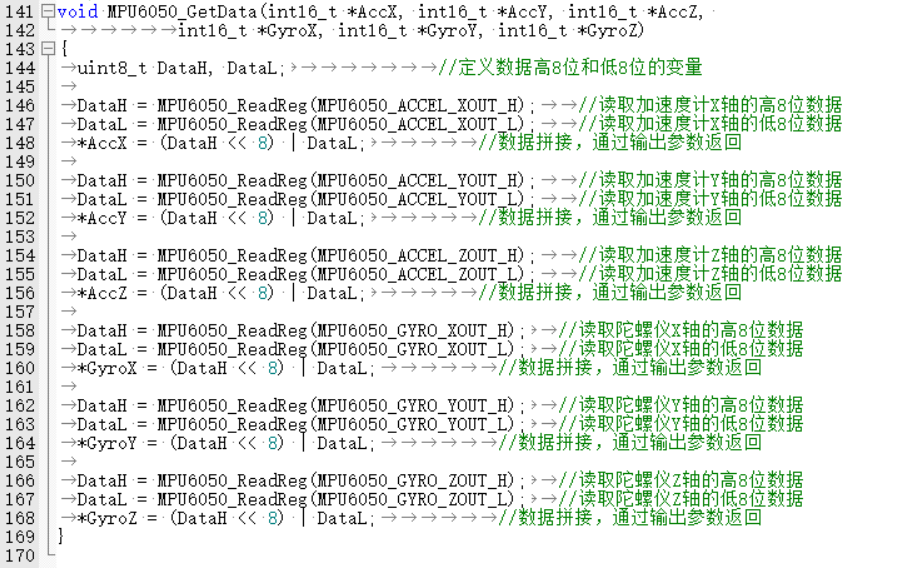 141 void MPU6050_GetData(int16_t *AccX, int16_t *AccY, int16_t *AccZ,
142 int16_t *GyroX, int16_t *GyroY, int16_t *GyroZ)
143 {
144 uint8_t DataH, DataL; //定义数据高8位和低8位的变量
145
146 DataH = MPU6050_ReadReg(MPU6050_ACCEL_XOUT_H); //读取加速度计X轴的高8位数据
147 DataL = MPU6050_ReadReg(MPU6050_ACCEL_XOUT_L); //读取加速度计X轴的低8位数据
148 *AccX = (DataH << 8) | DataL; //数据拼接，通过输出参数返回
149
150 DataH = MPU6050_ReadReg(MPU6050_ACCEL_YOUT_H); //读取加速度计Y轴的高8位数据
151 DataL = MPU6050_ReadReg(MPU6050_ACCEL_YOUT_L); //读取加速度计Y轴的低8位数据
152 *AccY = (DataH << 8) | DataL; //数据拼接，通过输出参数返回
153
154 DataH = MPU6050_ReadReg(MPU6050_ACCEL_ZOUT_H); //读取加速度计Z轴的高8位数据
155 DataL = MPU6050_ReadReg(MPU6050_ACCEL_ZOUT_L); //读取加速度计Z轴的低8位数据
156 *AccZ = (DataH << 8) | DataL; //数据拼接，通过输出参数返回
157
158 DataH = MPU6050_ReadReg(MPU6050_GYRO_XOUT_H); //读取陀螺仪X轴的高8位数据
159 DataL = MPU6050_ReadReg(MPU6050_GYRO_XOUT_L); //读取陀螺仪X轴的低8位数据
160 *GyroX = (DataH << 8) | DataL; //数据拼接，通过输出参数返回
161
162 DataH = MPU6050_ReadReg(MPU6050_GYRO_YOUT_H); //读取陀螺仪Y轴的高8位数据
163 DataL = MPU6050_ReadReg(MPU6050_GYRO_YOUT_L); //读取陀螺仪Y轴的低8位数据
164 *GyroY = (DataH << 8) | DataL; //数据拼接，通过输出参数返回
165
166 DataH = MPU6050_ReadReg(MPU6050_GYRO_ZOUT_H); //读取陀螺仪Z轴的高8位数据
167 DataL = MPU6050_ReadReg(MPU6050_GYRO_ZOUT_L); //读取陀螺仪Z轴的低8位数据
168 *GyroZ = (DataH << 8) | DataL; //数据拼接，通过输出参数返回
169 }
170